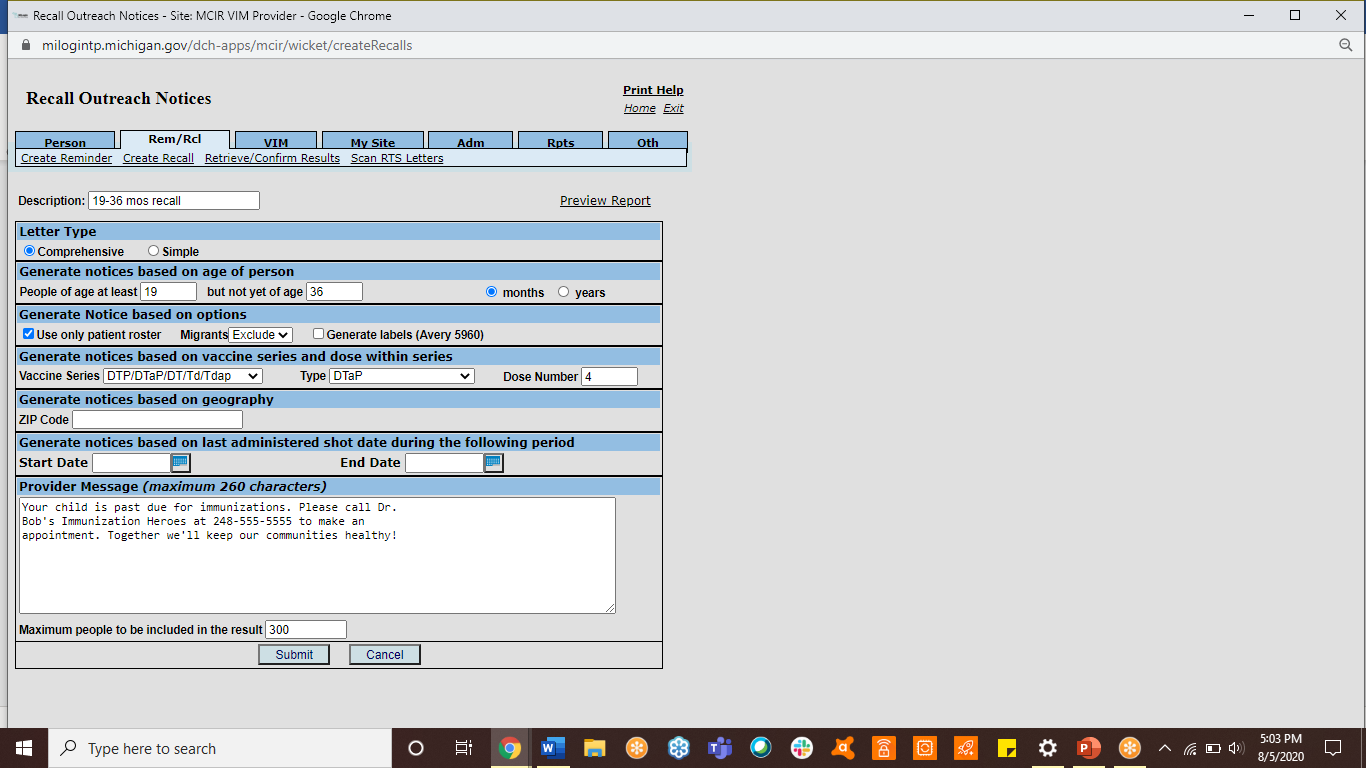 Recall Outreach Notices - Site: MCIR VIM Provider - Google Chrome
milogintp.michigan.gov/dch-apps/mcir/wicket/createRecalls
Recall Outreach Notices
Print Help
Home Exit
Person Rem/Rcl VIM My Site Adm Rpts Oth
Create Reminder Create Recall Retrieve/Confirm Results Scan RTS Letters
Description: 19-36 mos recall Preview Report
Letter Type
Comprehensive Simple
Generate notices based on age of person
People of age at least 19 but not yet of age 36 months years
Generate Notice based on options
Use only patient roster Migrants Exclude Generate labels (Avery 5960)
Generate notices based on vaccine series and dose within series
Vaccine Series DTP/DTaP/DT/Td/Tdap Type DTaP Dose Number 4
Generate notices based on geography
ZIP Code
Generate notices based on last administered shot date during the following period
Start Date End Date
Provider Message (maximum 260 characters)
Your child is past due for immunizations. Please call Dr.
Bob's Immunization Heroes at 248-555-5555 to make an
appointment. Together we'll keep our communities healthy!
Maximum people to be included in the result 300
Submit Cancel
Type here to search
5:03 PM
8/5/2020